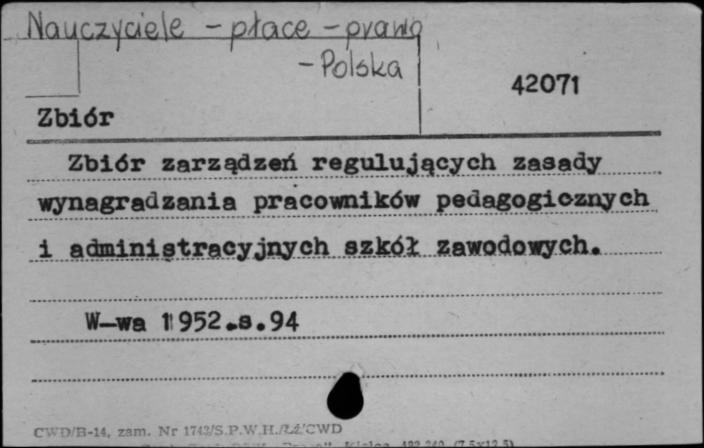 Nauczyciele - płace - prawo
- Polska
42071
Zbiór
Zbiór zarządzeń regulujących zasady
wynagradzania pracowników pedagogicznych
i administracyjnych szkół zawodowych.
W-wa 1952.s.94
CWD/B-14, zam. Nr 1742/S.P.W.H./Łź/CWD